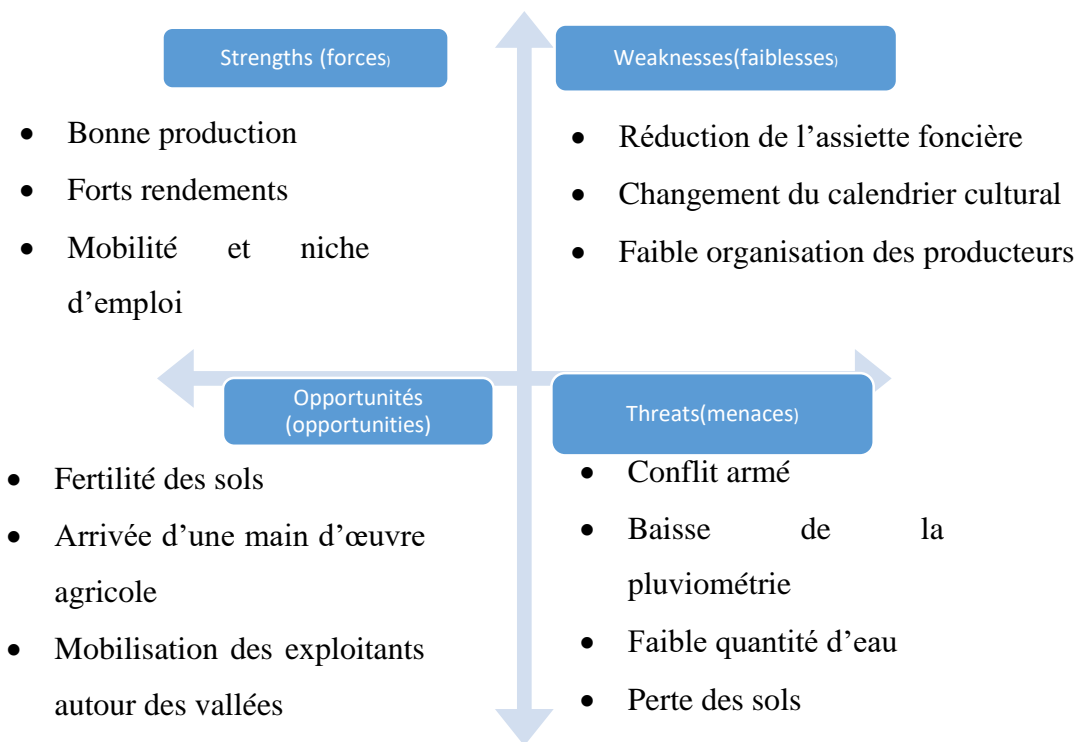 Strengths (forces)
• Bonne production
• Forts rendements
• Mobilité et niche
d’emploi
Weaknesses(faiblesses)
• Réduction de l’assiette foncière
• Changement du calendrier cultural
• Faible organisation des producteurs
Opportunités
(opportunities)
• Fertilité des sols
• Arrivée d’une main d’œuvre
agricole
• Mobilisation des exploitants
autour des vallées
Threats(menaces)
• Conflit armé
• Baisse de la
pluviométrie
• Faible quantité d’eau
• Perte des sols